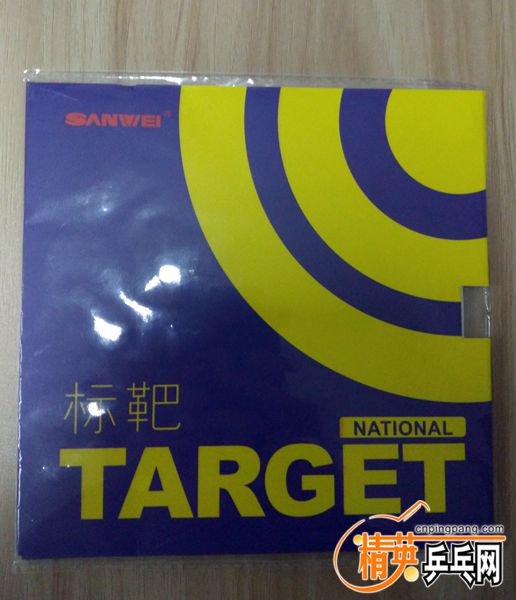 SANWEI®
标靶
NATIONAL
TARGET
cnpingpang.com
精英乒乓网